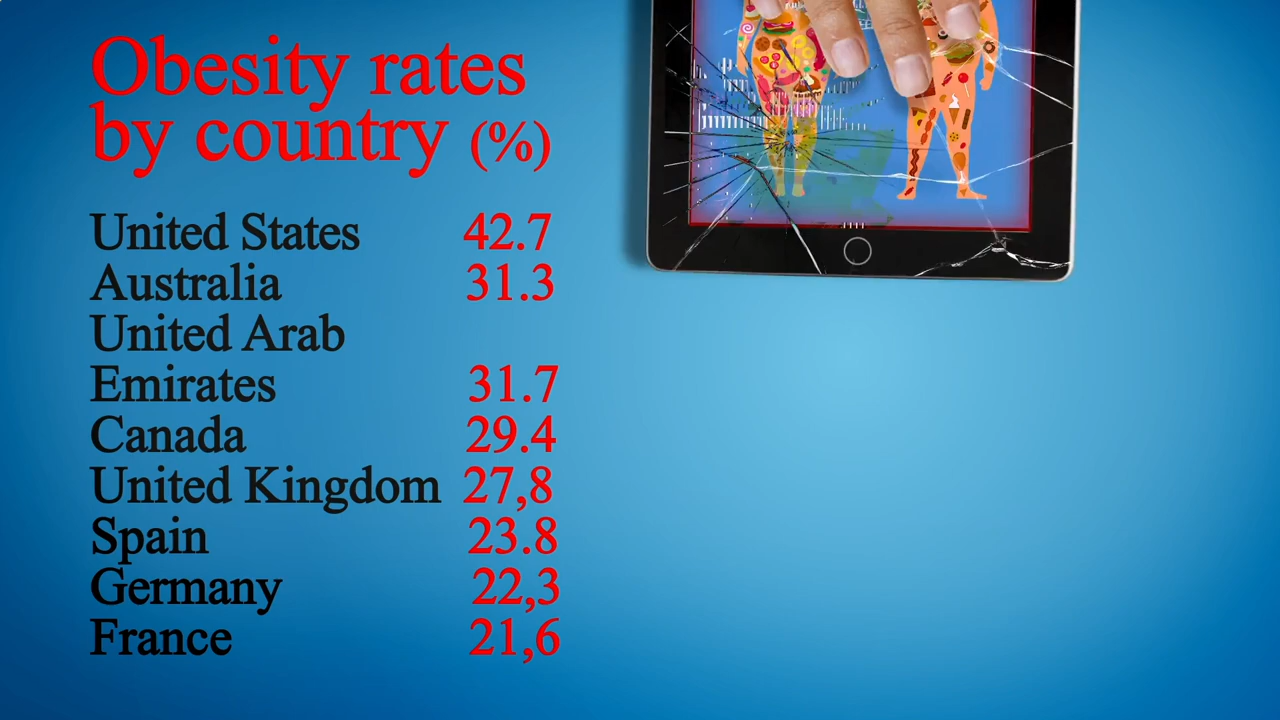 Obesity rates
by country (%)
United States 42.7
Australia 31.3
United Arab
Emirates 31.7
Canada 29.4
United Kingdom 27,8
Spain 23.8
Germany 22,3
France 21,6